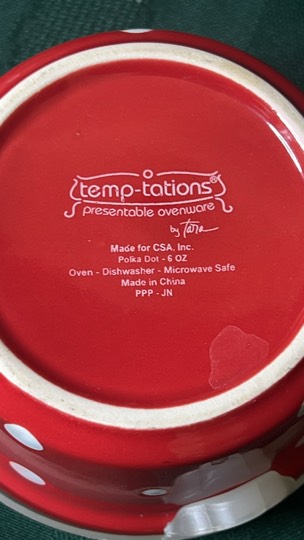 temp-tations®
presentable ovenware
by Tara
Made for CSA, Inc.
Polka Dot - 6 OZ
Oven - Dishwasher - Microwave Safe
Made in China
PPP - JN